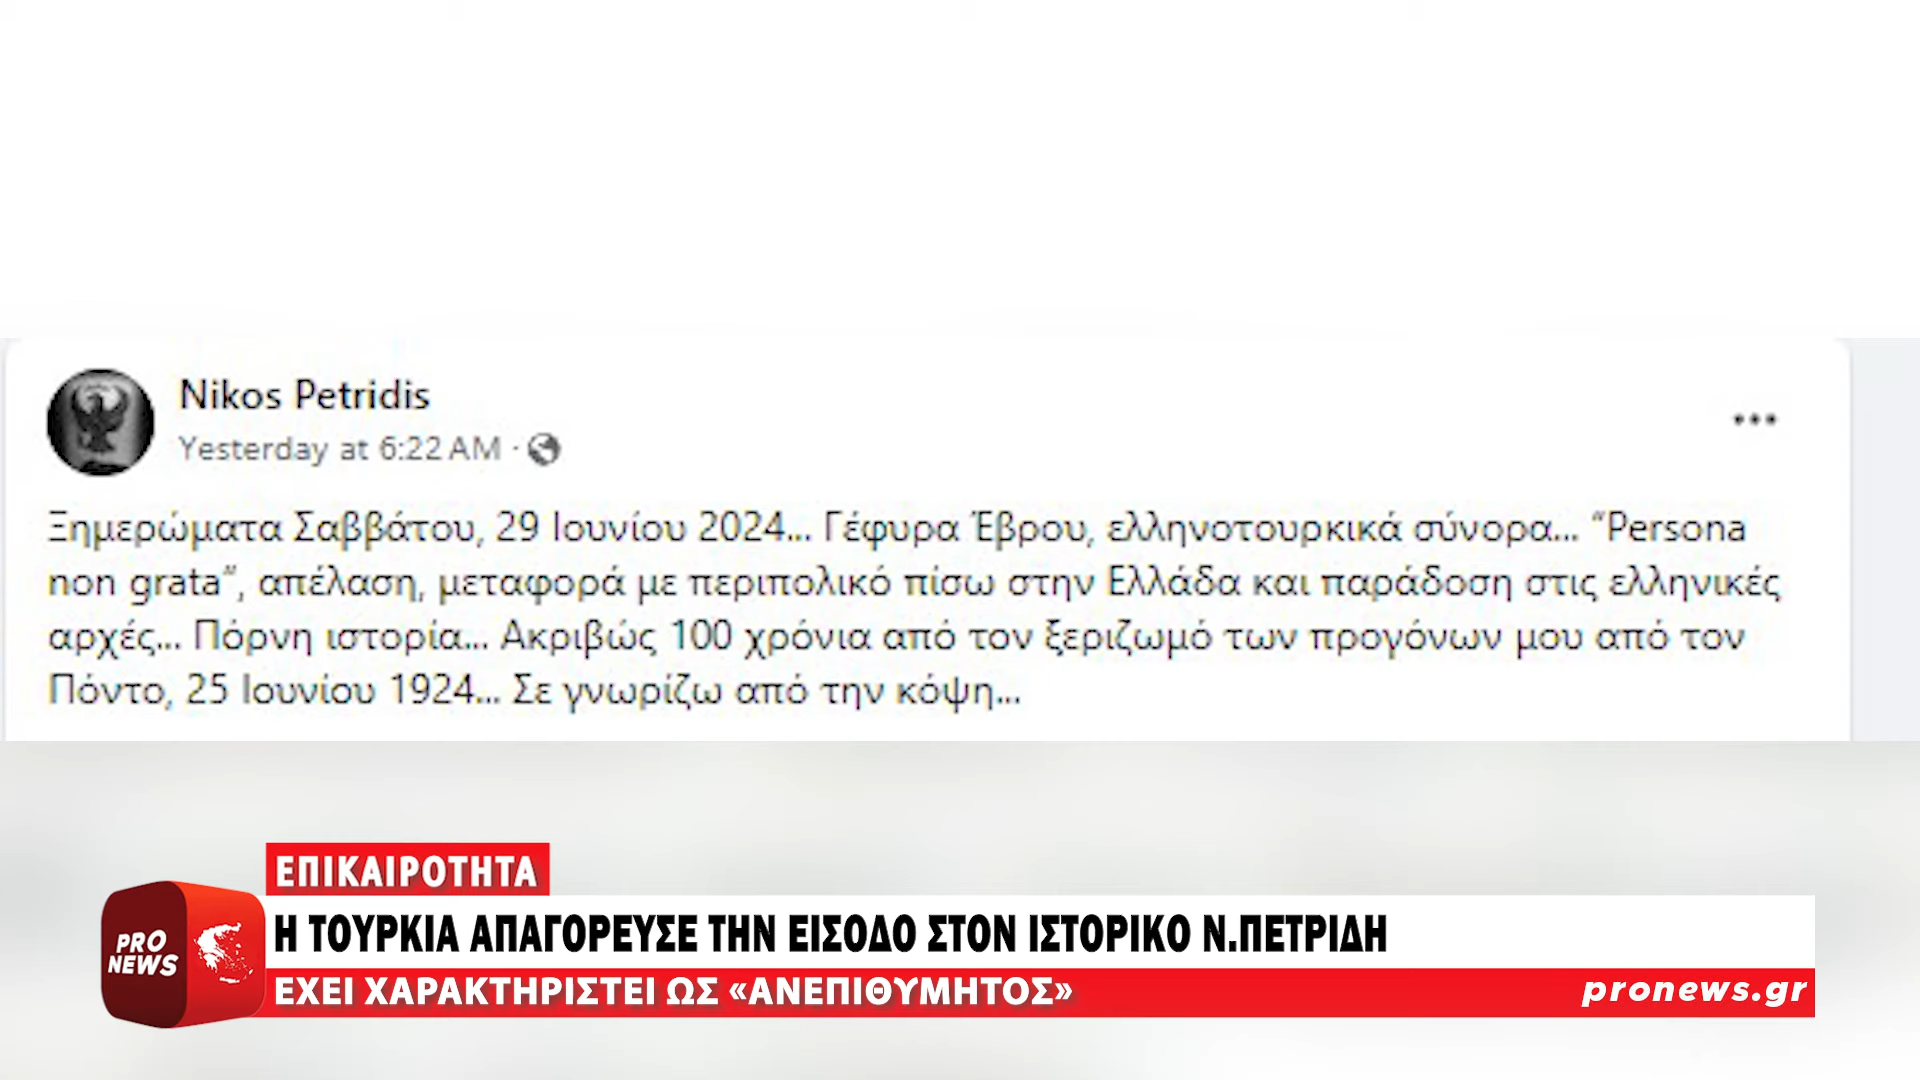 Nikos Petridis
Yesterday at 6:22 AM ·
Ξημερώματα Σαββάτου, 29 Ιουνίου 2024... Γέφυρα Έβρου, ελληνοτουρκικά σύνορα... “Persona
non grata”, απέλαση, μεταφορά με περιπολικό πίσω στην Ελλάδα και παράδοση στις ελληνικές
αρχές... Πόρνη ιστορία... Ακριβώς 100 χρόνια από τον ξεριζωμό των προγόνων μου από τον
Πόντο, 25 Ιουνίου 1924... Σε γνωρίζω από την κόψη...
ΕΠΙΚΑΙΡΟΤΗΤΑ
Η ΤΟΥΡΚΙΑ ΑΠΑΓΟΡΕΥΣΕ ΤΗΝ ΕΙΣΟΔΟ ΣΤΟΝ ΙΣΤΟΡΙΚΟ Ν.ΠΕΤΡΙΔΗ
PRO
NEWS
ΕΧΕΙ ΧΑΡΑΚΤΗΡΙΣΤΕΙ ΩΣ «ΑΝΕΠΙΘΥΜΗΤΟΣ»
pronews.gr